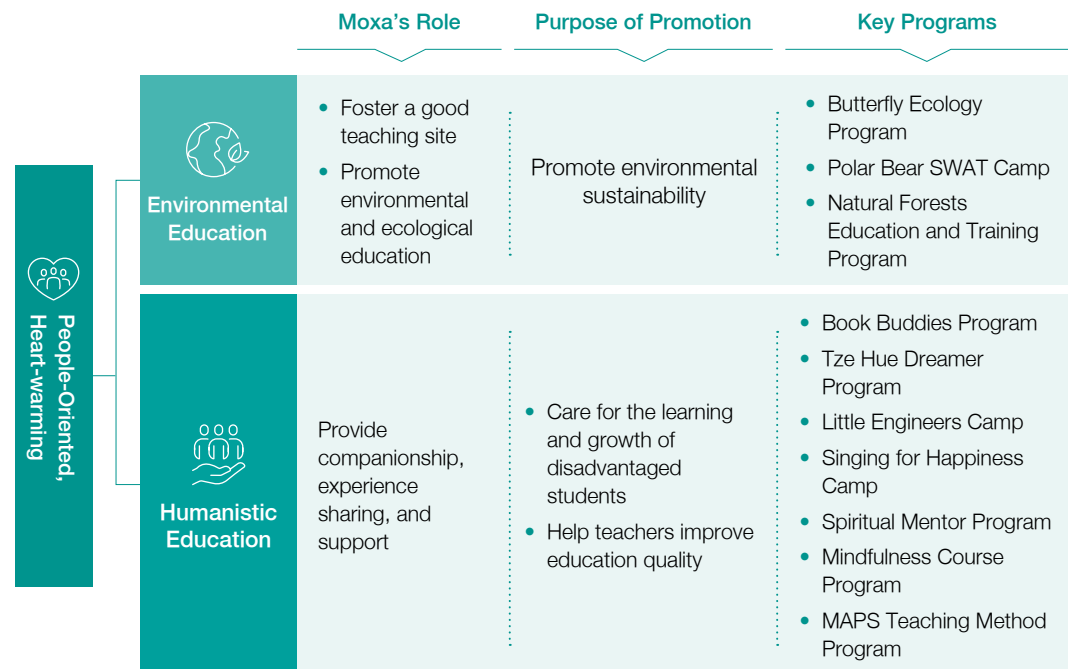 Moxa's Role
Purpose of Promotion
Key Programs
People-Oriented,
Heart-warming
Environmental
Education
• Foster a good
teaching site
• Promote
environmental
and ecological
education
Promote environmental
sustainability
• Butterfly Ecology
Program
• Polar Bear SWAT Camp
• Natural Forests
Education and Training
Program
Humanistic
Education
Provide
companionship,
experience
sharing, and
support
• Care for the learning
and growth of
disadvantaged
students
• Help teachers improve
education quality
• Book Buddies Program
• Tze Hue Dreamer
Program
• Little Engineers Camp
• Singing for Happiness
Camp
• Spiritual Mentor Program
• Mindfulness Course
Program
• MAPS Teaching Method
Program